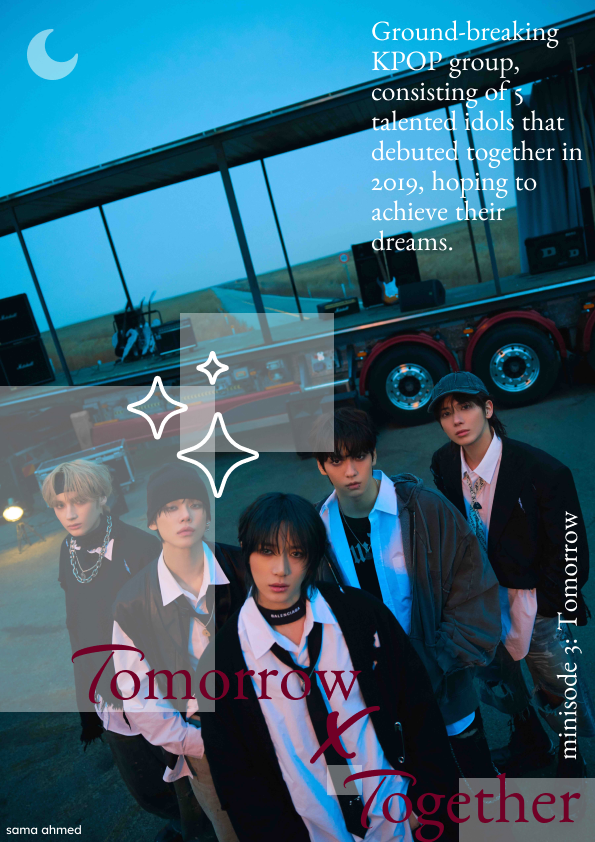 Ground-breaking
KPOP group,
consisting of 5
talented idols that
debuted together in
2019, hoping to
achieve their
dreams.
BALENCIAGA
minisode 3: Tomorrow
Tomorrow
X
Together
sama ahmed